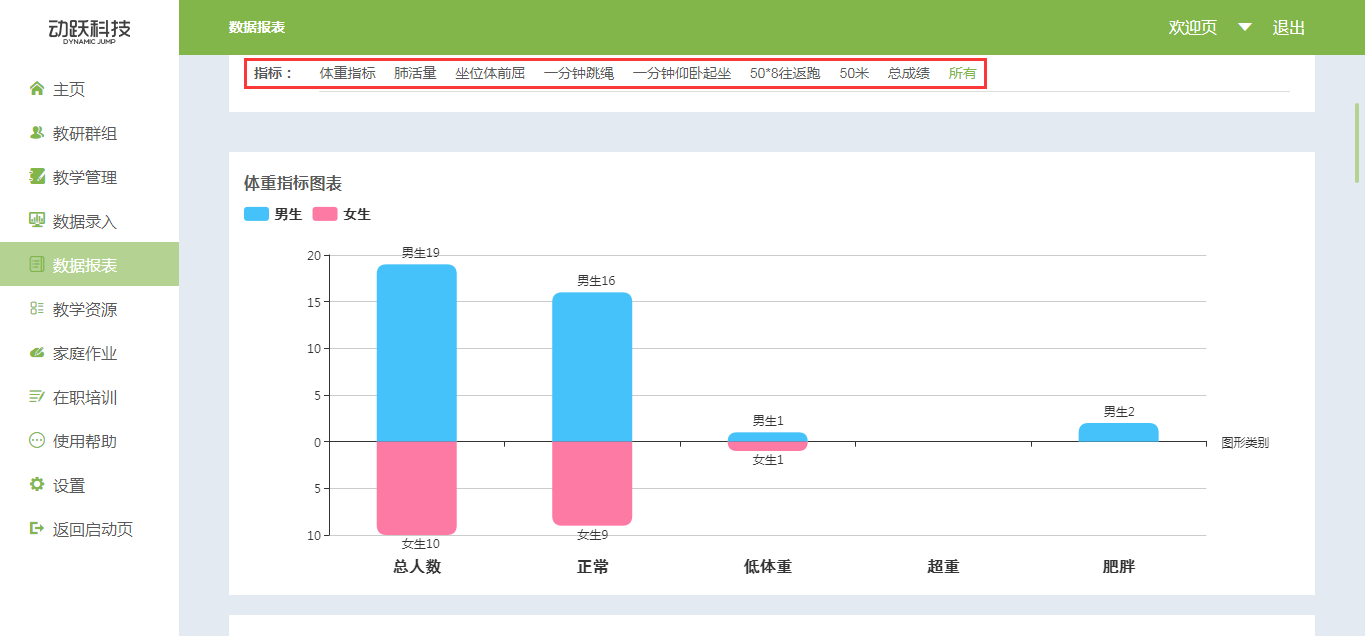 动跃科技
DYNAMIC JUMP
主页
教研群组
教学管理
数据录入
数据报表
教学资源
家庭作业
在职培训
使用帮助
设置
返回启动页
数据报表 欢迎页 退出
指标： 体重指标 肺活量 坐位体前屈 一分钟跳绳 一分钟仰卧起坐 50*8往返跑 50米 总成绩 所有
体重指标图表
男生 女生
20
15
10
5
0
5
10
男生19
男生16
男生1
男生2
女生10
女生9
女生1
图形类别
总人数 正常 低体重 超重 肥胖